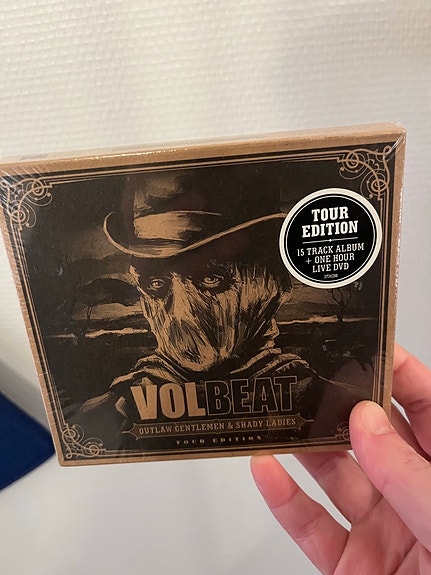 TOUR
EDITION
15 TRACK ALBUM
+ ONE HOUR
LIVE DVD
VOLBEAT
OUTLAW GENTLEMEN & SHADY LADIES
TOUR EDITION